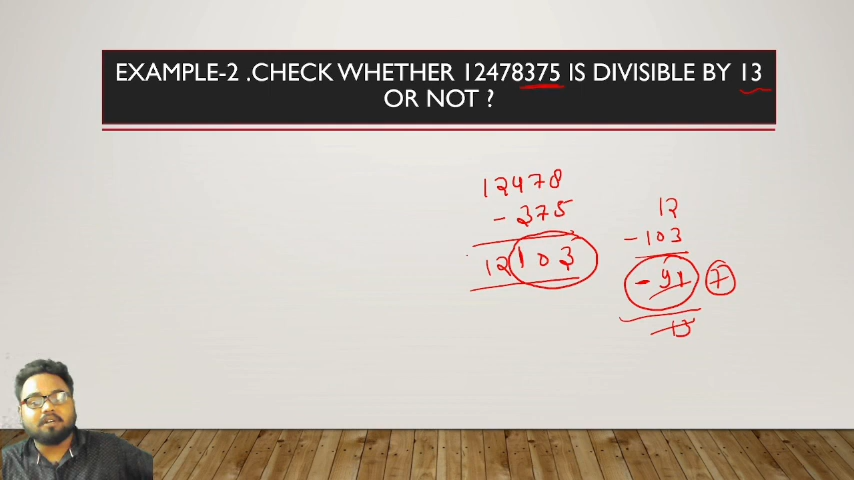 EXAMPLE-2 .CHECK WHETHER 12478375 IS DIVISIBLE BY 13
OR NOT ?
12478
- 375
12103
12
- 103
- 91 7
13